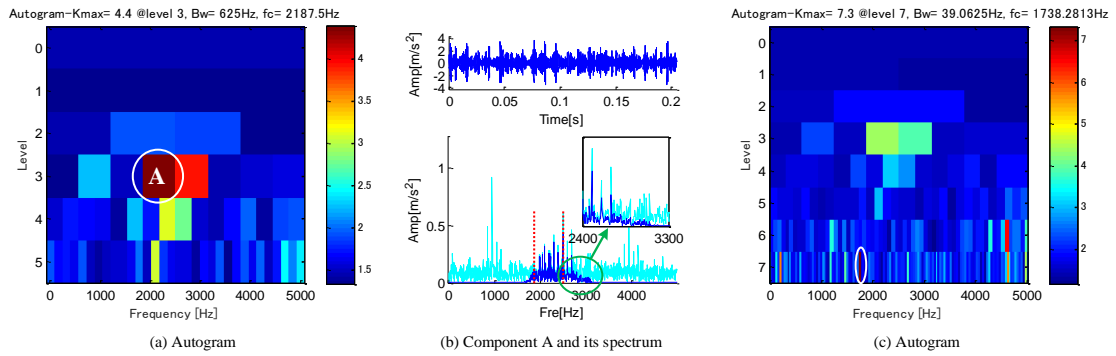 Autogram-Kmax= 4.4 @level 3, Bw= 625Hz, fc= 2187.5Hz
Level
0
1
2
3
4
5
A
0 1000 2000 3000 4000 5000
Frequency [Hz]
4
3.5
3
2.5
2
1.5
(a) Autogram
Amp[m/s²]
4
2
0
-2
-4
0 0.05 0.1 0.15 0.2
Time[s]
Amp[m/s²]
1
0.5
0
2400 3300
0 1000 2000 3000 4000
Fre[Hz]
(b) Component A and its spectrum
Autogram-Kmax= 7.3 @level 7, Bw= 39.0625Hz, fc= 1738.2813Hz
Level
0
1
2
3
4
5
6
7
0 1000 2000 3000 4000 5000
Frequency [Hz]
7
6
5
4
3
2
(c) Autogram